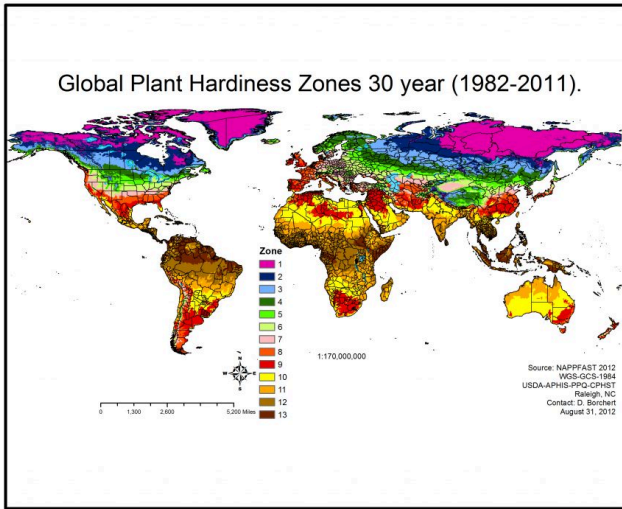 Global Plant Hardiness Zones 30 year (1982-2011).
Zone
1
2
3
4
5
6
7
8
9
10
11
12
13
1:170,000,000
N
W
E
S
0 1,300 2,600 5,200 Miles
Source: NAPPFAST 2012
WGS-GCS-1984
USDA-APHIS-PPQ-CPHST
Raleigh, NC
Contact: D. Borchert
August 31, 2012